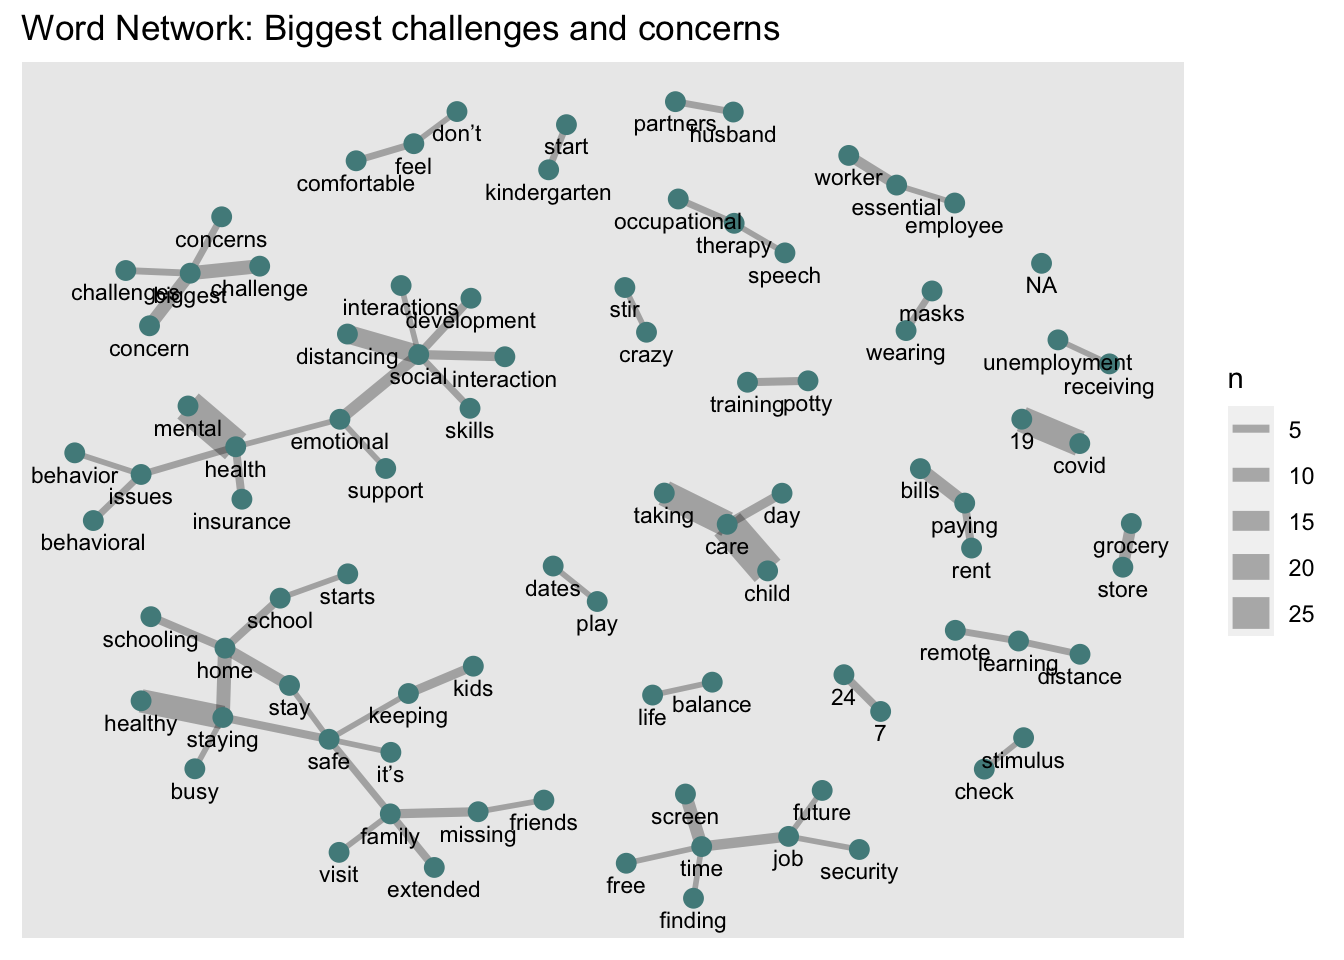 Word Network: Biggest challenges and concerns
don't
feel
comfortable
start
kindergarten
partners
husband
worker
essential
employee
occupational
therapy
speech
concerns
challenges
biggest
challenge
concern
NA
interactions
development
distancing
social
interaction
skills
emotional
support
stir
crazy
masks
wearing
unemployment
receiving
training
potty
mental
health
behavior
issues
insurance
behavioral
19
covid
bills
paying
rent
taking
care
day
child
grocery
store
dates
play
starts
school
schooling
home
stay
healthy
staying
busy
safe
keeping
kids
it's
family
missing
friends
visit
extended
remote
learning
distance
life
balance
24
7
stimulus
check
screen
future
time
job
free
security
finding
n
5
10
15
20
25